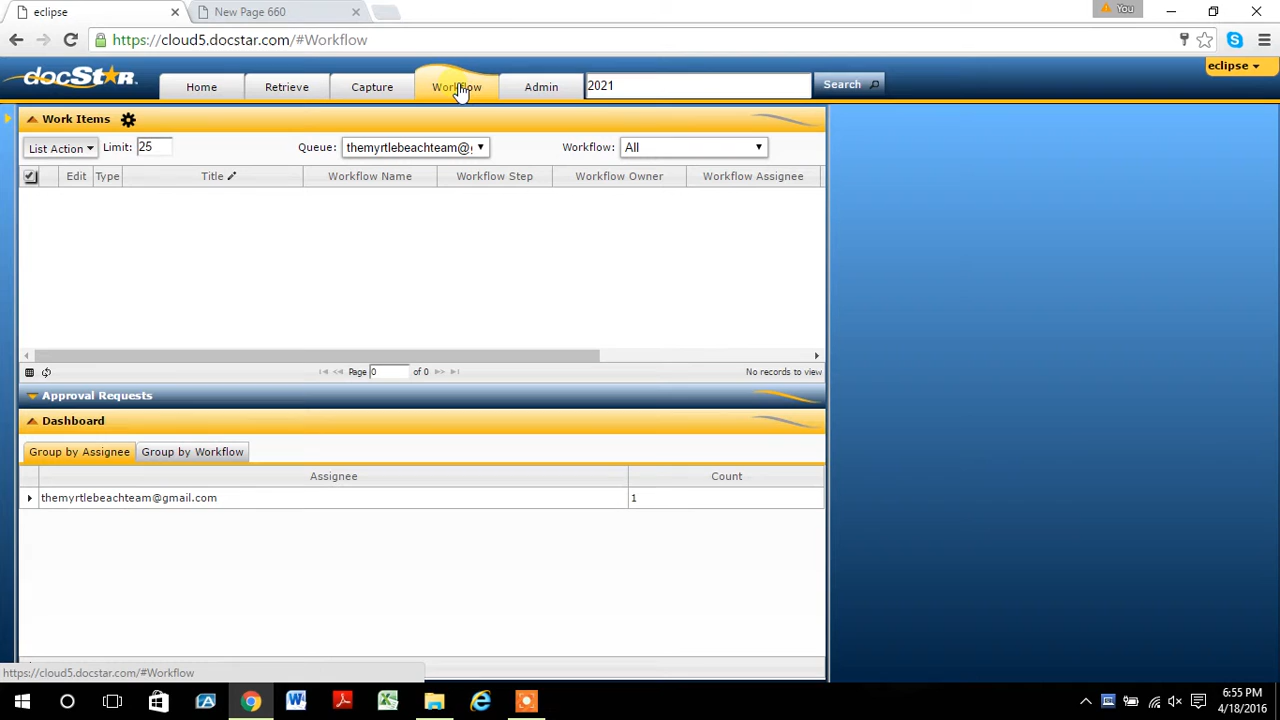 eclipse
New Page 660
You
https://cloud5.docstar.com/#Workflow
docStar
Home
Retrieve
Capture
Workflow
Admin
2021
Search
eclipse
Work Items
List Action
Limit: 25
Queue: themyrtlebeachteam@
Workflow: All
Edit
Type
Title
Workflow Name
Workflow Step
Workflow Owner
Workflow Assignee
Page 0 of 0
No records to view
Approval Requests
Dashboard
Group by Assignee
Group by Workflow
Assignee
Count
themyrtlebeachteam@gmail.com
1
https://cloud5.docstar.com/#Workflow
6:55 PM
4/18/2016